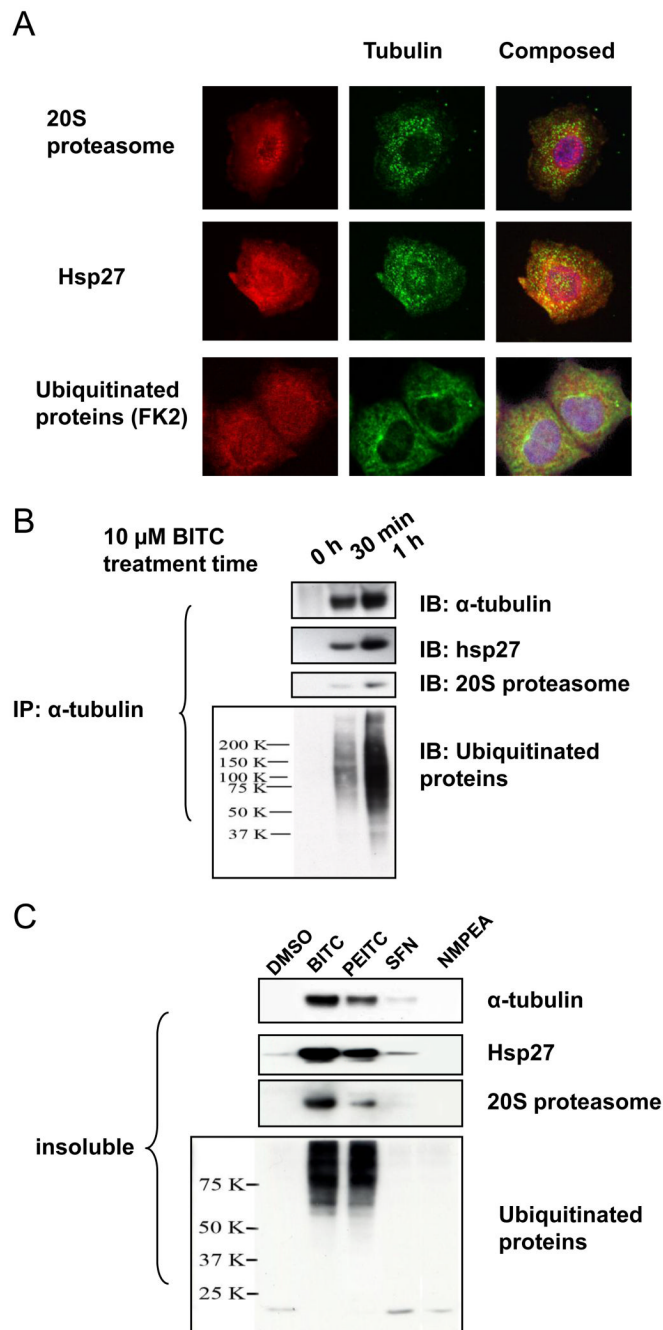 A
Tubulin
Composed
20S
proteasome
Hsp27
Ubiquitinated
proteins (FK2)
B
10 µM BITC
treatment time
0 h
30 min
1 h
IB: α-tubulin
IB: hsp27
IB: 20S proteasome
IP: α-tubulin
200 K
150 K
100 K
75 K
50 K
37 K
IB: Ubiquitinated
proteins
C
DMSO
BITC
PEITC
SFN
NMPEA
α-tubulin
Hsp27
20S proteasome
insoluble
75 K
50 K
37 K
25 K
Ubiquitinated
proteins